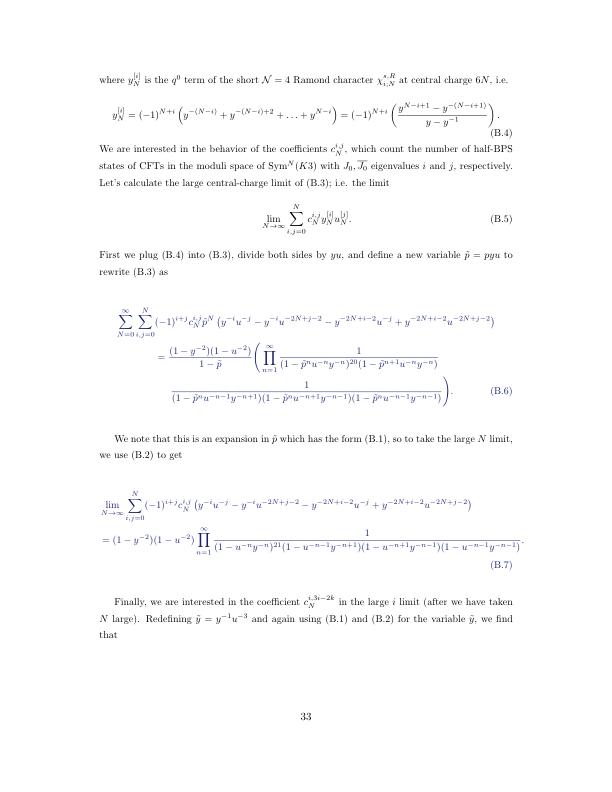 where $y_N^{[i]}$ is the $q^0$ term of the short $\mathcal{N} = 4$ Ramond character $\chi_{i;N}^{s,R}$ at central charge $6N$, i.e.
$y_N^{[i]} = (-1)^{N+i} \left( y^{-(N-i)} + y^{-(N-i)+2} + \ldots + y^{N-i} \right) = (-1)^{N+i} \left( \frac{y^{N-i+1} - y^{-(N-i+1)}}{y - y^{-1}} \right).$
(B.4)
We are interested in the behavior of the coefficients $c_N^{i,j}$, which count the number of half-BPS
states of CFTs in the moduli space of $\mathrm{Sym}^N(K3)$ with $J_0, \overline{J_0}$ eigenvalues $i$ and $j$, respectively.
Let's calculate the large central-charge limit of (B.3); i.e. the limit
$\lim_{N\to\infty} \sum_{i,j=0}^{N} c_N^{i,j} y_N^{[i]} u_N^{[j]}.$ (B.5)
First we plug (B.4) into (B.3), divide both sides by $yu$, and define a new variable $\tilde{p} = pyu$ to
rewrite (B.3) as
$\sum_{N=0}^{\infty} \sum_{i,j=0}^{N} (-1)^{i+j} c_N^{i,j} \tilde{p}^N \left( y^{-i}u^{-j} - y^{-i}u^{-2N+j-2} - y^{-2N+i-2}u^{-j} + y^{-2N+i-2}u^{-2N+j-2} \right)$
$= \frac{(1-y^{-2})(1-u^{-2})}{1-\tilde{p}} \left( \prod_{n=1}^{\infty} \frac{1}{(1-\tilde{p}^n u^{-n}y^{-n})^{20}(1-\tilde{p}^{n+1}u^{-n}y^{-n})} \right.$
$\left. \frac{1}{(1-\tilde{p}^n u^{-n-1}y^{-n+1})(1-\tilde{p}^n u^{-n+1}y^{-n-1})(1-\tilde{p}^n u^{-n-1}y^{-n-1})} \right).$ (B.6)
We note that this is an expansion in $\tilde{p}$ which has the form (B.1), so to take the large $N$ limit,
we use (B.2) to get
$\lim_{N\to\infty} \sum_{i,j=0}^{N} (-1)^{i+j} c_N^{i,j} \left( y^{-i}u^{-j} - y^{-i}u^{-2N+j-2} - y^{-2N+i-2}u^{-j} + y^{-2N+i-2}u^{-2N+j-2} \right)$
$= (1-y^{-2})(1-u^{-2}) \prod_{n=1}^{\infty} \frac{1}{(1-u^{-n}y^{-n})^{21}(1-u^{-n-1}y^{-n+1})(1-u^{-n+1}y^{-n-1})(1-u^{-n-1}y^{-n-1})}.$
(B.7)
Finally, we are interested in the coefficient $c_N^{i,3i-2k}$ in the large $i$ limit (after we have taken
$N$ large). Redefining $\tilde{y} = y^{-1}u^{-3}$ and again using (B.1) and (B.2) for the variable $\tilde{y}$, we find
that
33